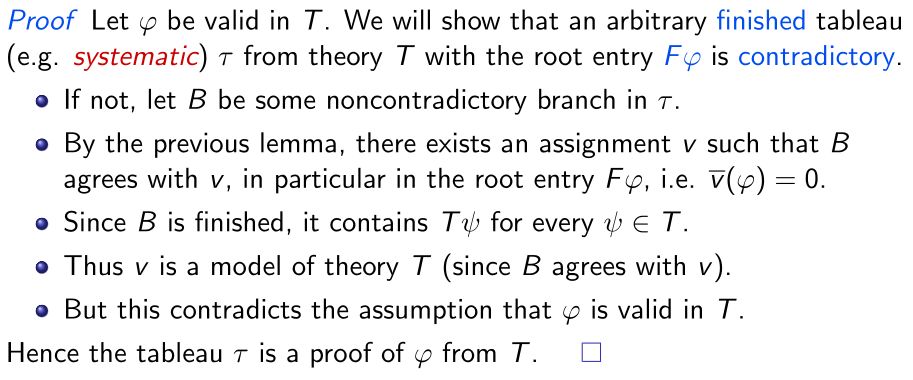 Proof Let φ be valid in T. We will show that an arbitrary finished tableau
(e.g. systematic) τ from theory T with the root entry Fφ is contradictory.
• If not, let B be some noncontradictory branch in τ.
• By the previous lemma, there exists an assignment v such that B
agrees with v, in particular in the root entry Fφ, i.e. v̅(φ) = 0.
• Since B is finished, it contains Tψ for every ψ ∈ T.
• Thus v is a model of theory T (since B agrees with v).
• But this contradicts the assumption that φ is valid in T.
Hence the tableau τ is a proof of φ from T. □